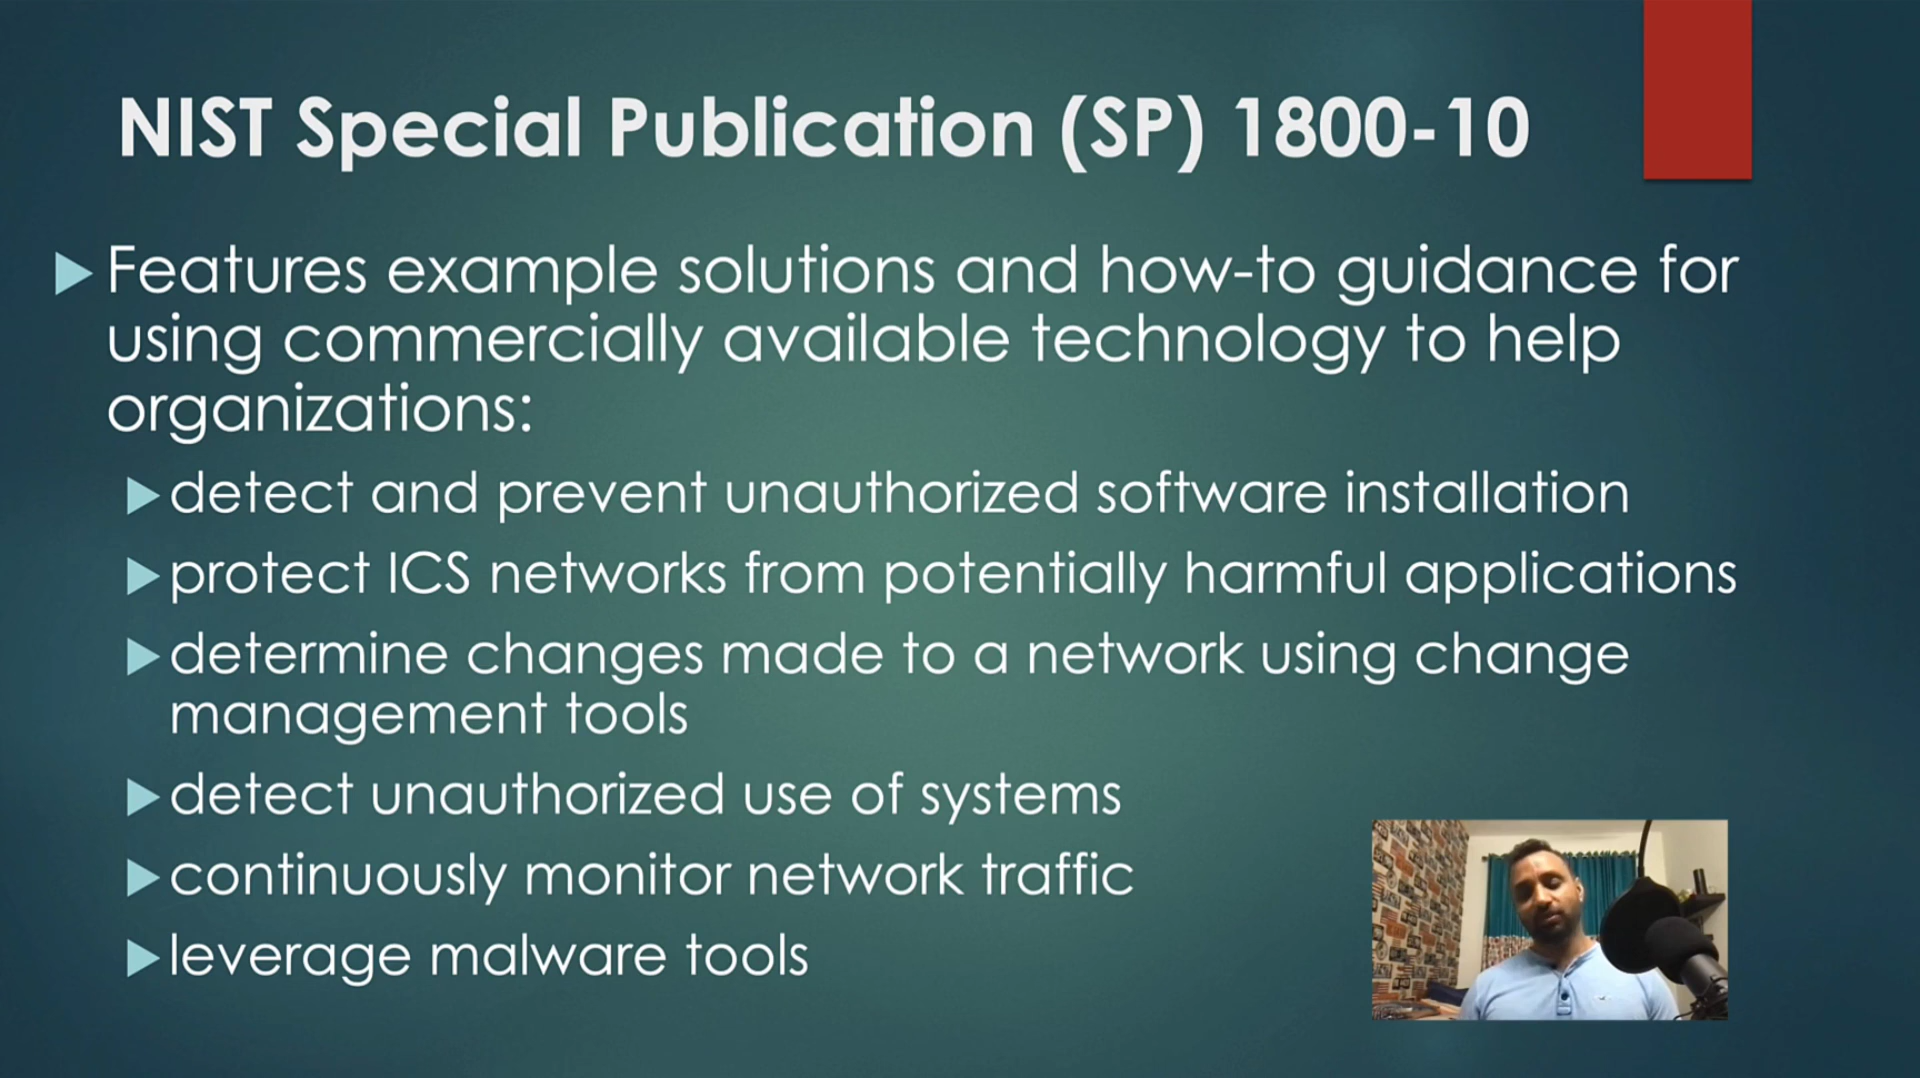 NIST Special Publication (SP) 1800-10
Features example solutions and how-to guidance for
using commercially available technology to help
organizations:
detect and prevent unauthorized software installation
protect ICS networks from potentially harmful applications
determine changes made to a network using change
management tools
detect unauthorized use of systems
continuously monitor network traffic
leverage malware tools